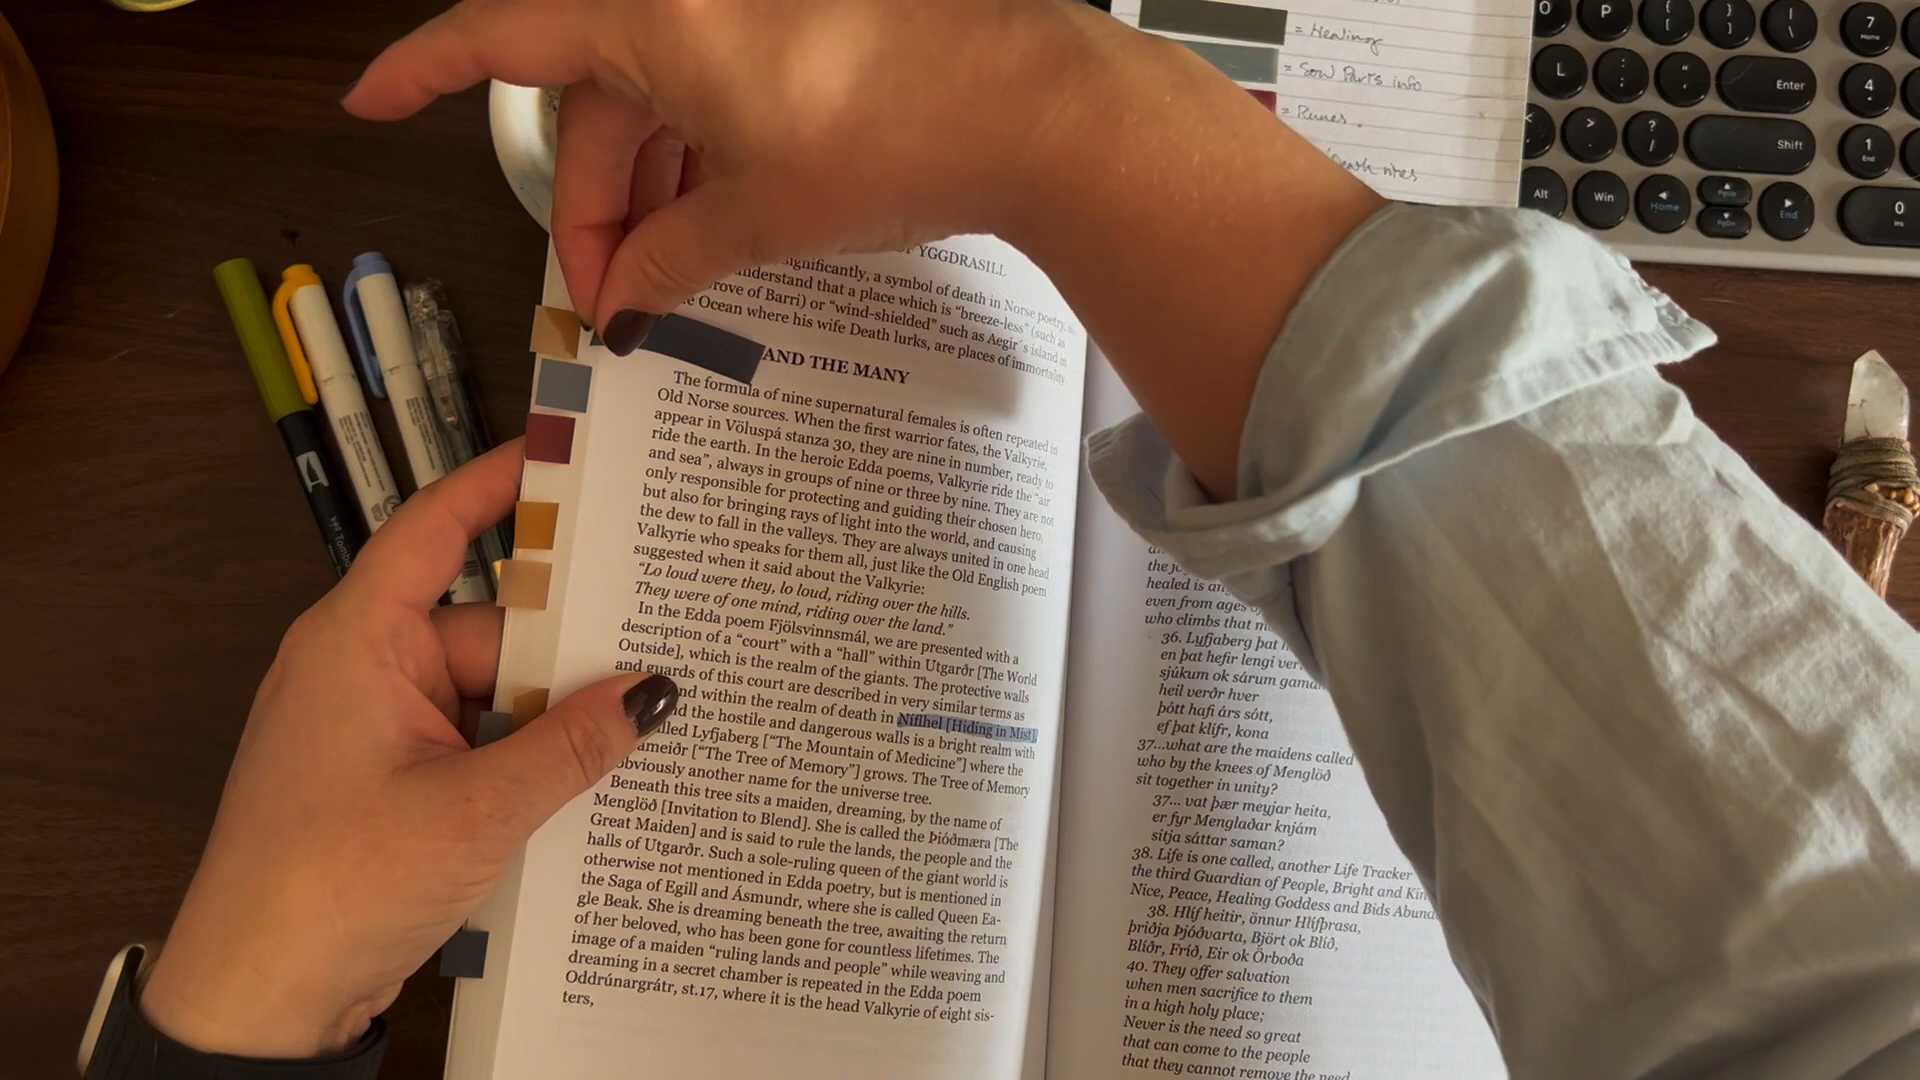 = Healing
= Sow Parts info
= Runes.
Death rites
OF YGGDRASILL
significantly, a symbol of death in Norse poetry,
understand that a place which is “breeze-less” (such as
rove of Barri) or “wind-shielded” such as Aegir´s island in
e Ocean where his wife Death lurks, are places of immortality
AND THE MANY
The formula of nine supernatural females is often repeated in
Old Norse sources. When the first warrior fates, the Valkyrie,
appear in Völuspá stanza 30, they are nine in number, ready to
ride the earth. In the heroic Edda poems, Valkyrie ride the “air
and sea”, always in groups of nine or three by nine. They are not
only responsible for protecting and guiding their chosen hero,
but also for bringing rays of light into the world, and causing
the dew to fall in the valleys. They are always united in one head
Valkyrie who speaks for them all, just like the Old English poem
suggested when it said about the Valkyrie:
“Lo loud were they, lo loud, riding over the hills.
They were of one mind, riding over the land.”
In the Edda poem Fjölsvinnsmál, we are presented with a
description of a “court” with a “hall” within Utgarðr [The World
Outside], which is the realm of the giants. The protective walls
and guards of this court are described in very similar terms as
nd within the realm of death in Níflhel [Hiding in Mist],
nd the hostile and dangerous walls is a bright realm with
lled Lyfjaberg [“The Mountain of Medicine”] where the
ameiðr [“The Tree of Memory”] grows. The Tree of Memory
obviously another name for the universe tree.
Beneath this tree sits a maiden, dreaming, by the name of
Menglöð [Invitation to Blend]. She is called the Þióðmæra [The
Great Maiden] and is said to rule the lands, the people and the
halls of Utgarðr. Such a sole-ruling queen of the giant world is
otherwise not mentioned in Edda poetry, but is mentioned in
the Saga of Egill and Ásmundr, where she is called Queen Ea-
gle Beak. She is dreaming beneath the tree, awaiting the return
of her beloved, who has been gone for countless lifetimes. The
image of a maiden “ruling lands and people” while weaving and
dreaming in a secret chamber is repeated in the Edda poem
Oddrúnargrátr, st.17, where it is the head Valkyrie of eight sis-
ters,
the jo
healed is any
even from ages
who climbs that m
36. Lyfjaberg þat h
en þat hefir lengi ver
sjúkum ok sárum gaman
heil verðr hver
þótt hafi árs sótt,
ef þat klífr, kona
37...what are the maidens called
who by the knees of Menglöð
sit together in unity?
37... vat þær meyjar heita,
er fyr Menglaðar knjám
sitja sáttar saman?
38. Life is one called, another Life Tracker
the third Guardian of People, Bright and Kin
Nice, Peace, Healing Goddess and Bids Abund
38. Hlíf heitir, önnur Hlífþrasa,
þriðja Þjóðvarta, Björt ok Blíð,
Blíðr, Fríð, Eir ok Örboða
40. They offer salvation
when men sacrifice to them
in a high holy place;
Never is the need so great
that can come to the people
that they cannot remove the need
O P { [ } ] | \ 7 Home
L : ; " ' Enter 4
< > ? / Shift 1 End
Alt Win Home PgUp PgDn End 0 Ins
Tombo